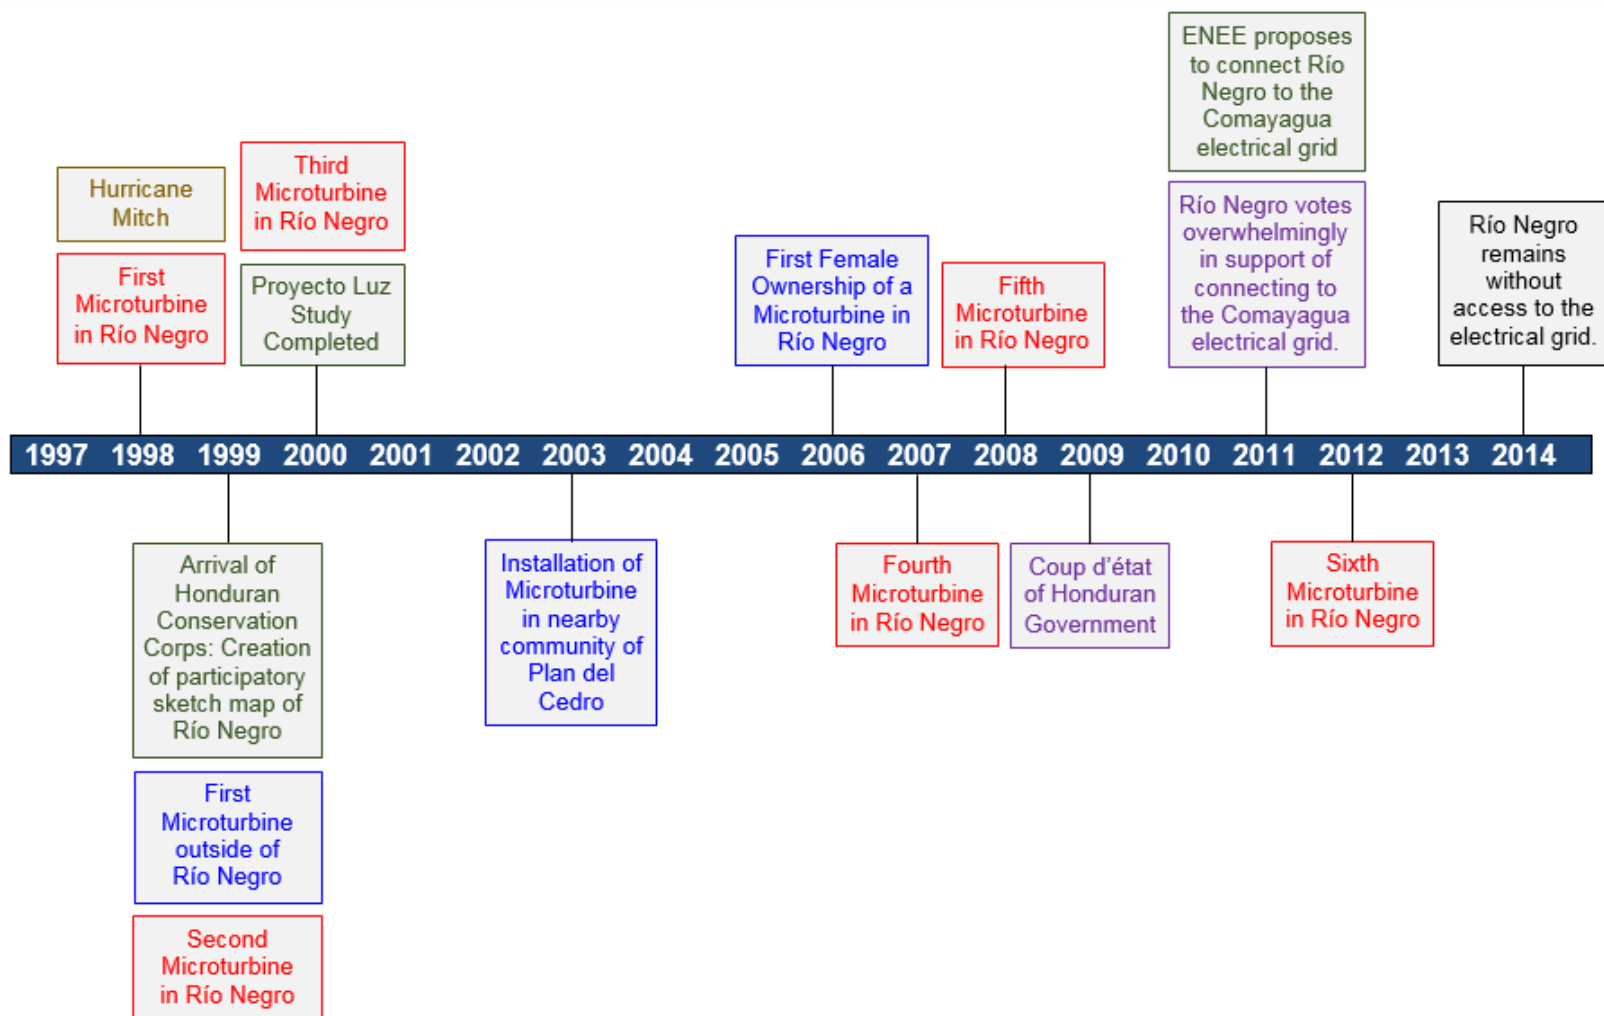 Hurricane
Mitch
First
Microturbine
in Río Negro
Third
Microturbine
in Río Negro
Proyecto Luz
Study
Completed
First Female
Ownership of a
Microturbine in
Río Negro
Fifth
Microturbine
in Río Negro
ENEE proposes
to connect Río
Negro to the
Comayagua
electrical grid
Río Negro votes
overwhelmingly
in support of
connecting to
the Comayagua
electrical grid.
Río Negro
remains
without
access to the
electrical grid.
1997 1998 1999 2000 2001 2002 2003 2004 2005 2006 2007 2008 2009 2010 2011 2012 2013 2014
Arrival of
Honduran
Conservation
Corps: Creation
of participatory
sketch map of
Río Negro
First
Microturbine
outside of
Río Negro
Second
Microturbine
in Río Negro
Installation of
Microturbine
in nearby
community of
Plan del
Cedro
Fourth
Microturbine
in Río Negro
Coup d’état
of Honduran
Government
Sixth
Microturbine
in Río Negro